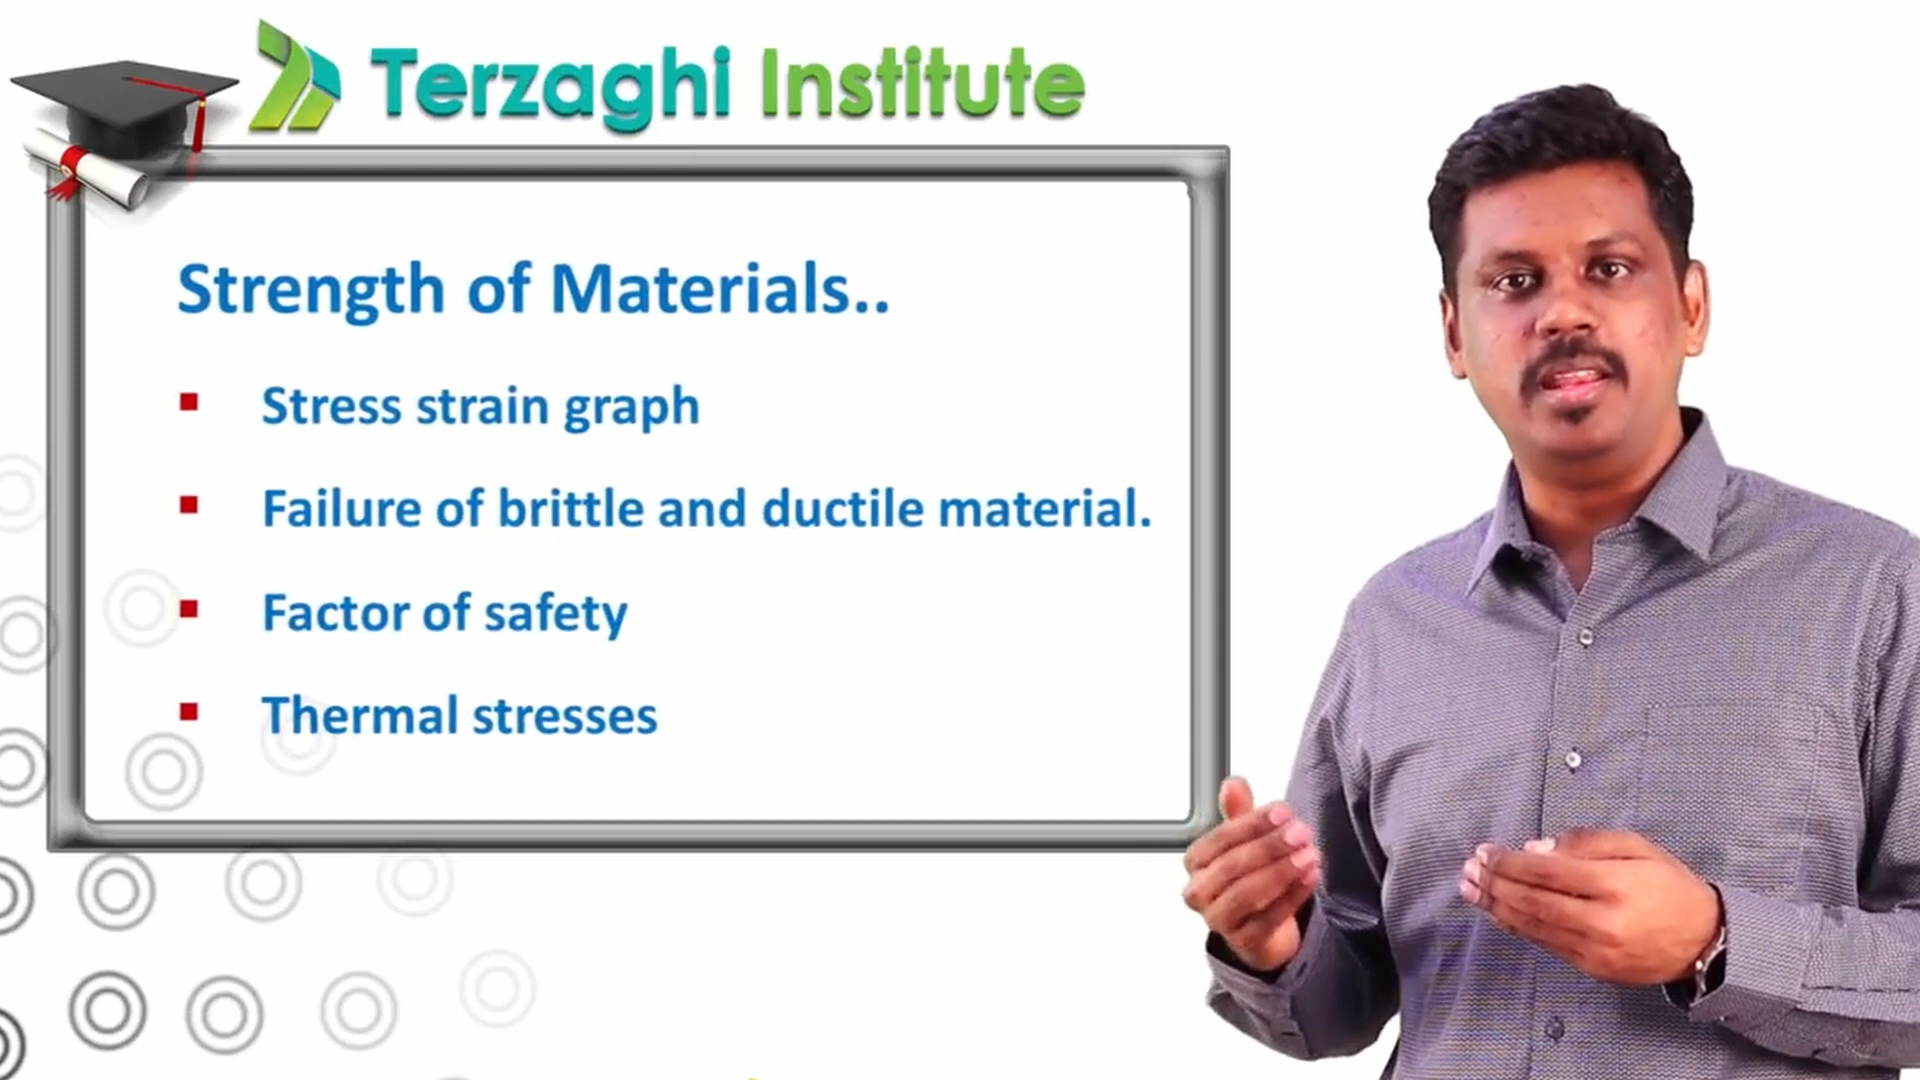 Terzaghi Institute
Strength of Materials..
Stress strain graph
Failure of brittle and ductile material.
Factor of safety
Thermal stresses